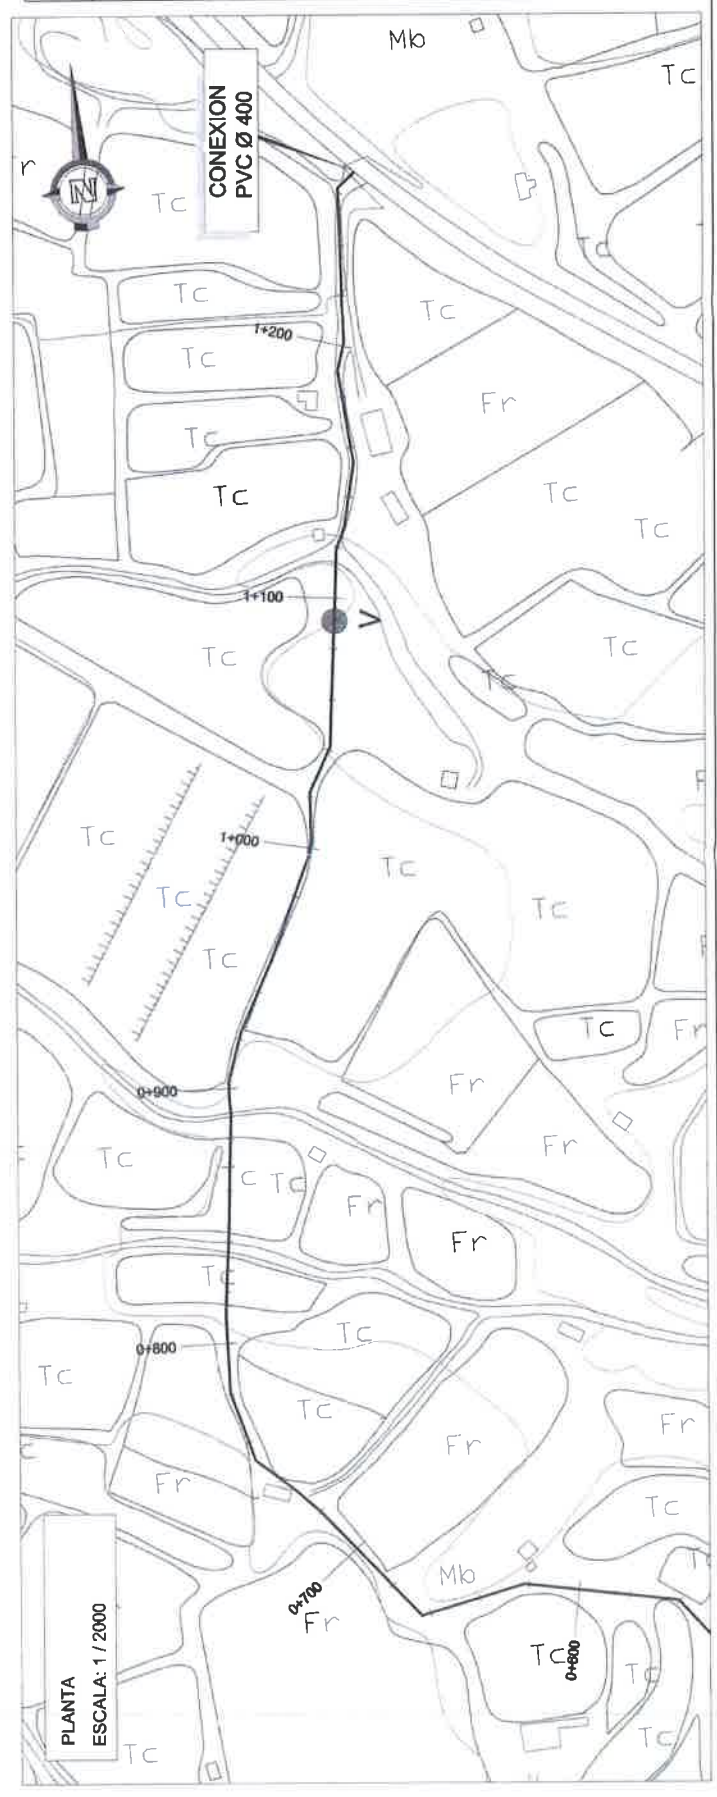 Mb
Tc
CONEXION
PVC Ø 400
r
N
Tc
Tc
Tc
Tc
1+200
Tc
Fr
Tc
Tc
Tc
Tc
1+100
V
Tc
Tc
Tc
Tc
1+000
Tc
Tc
Tc
Tc
Tc
Fr
0+900
Fr
Fr
Tc
c
Tc
Fr
Fr
Tc
0+800
Tc
Tc
Tc
Fr
Fr
Fr
Tc
0+700
Fr
Mb
Tc
0+600
Tc
Tc
PLANTA
ESCALA: 1 / 2000
Tc